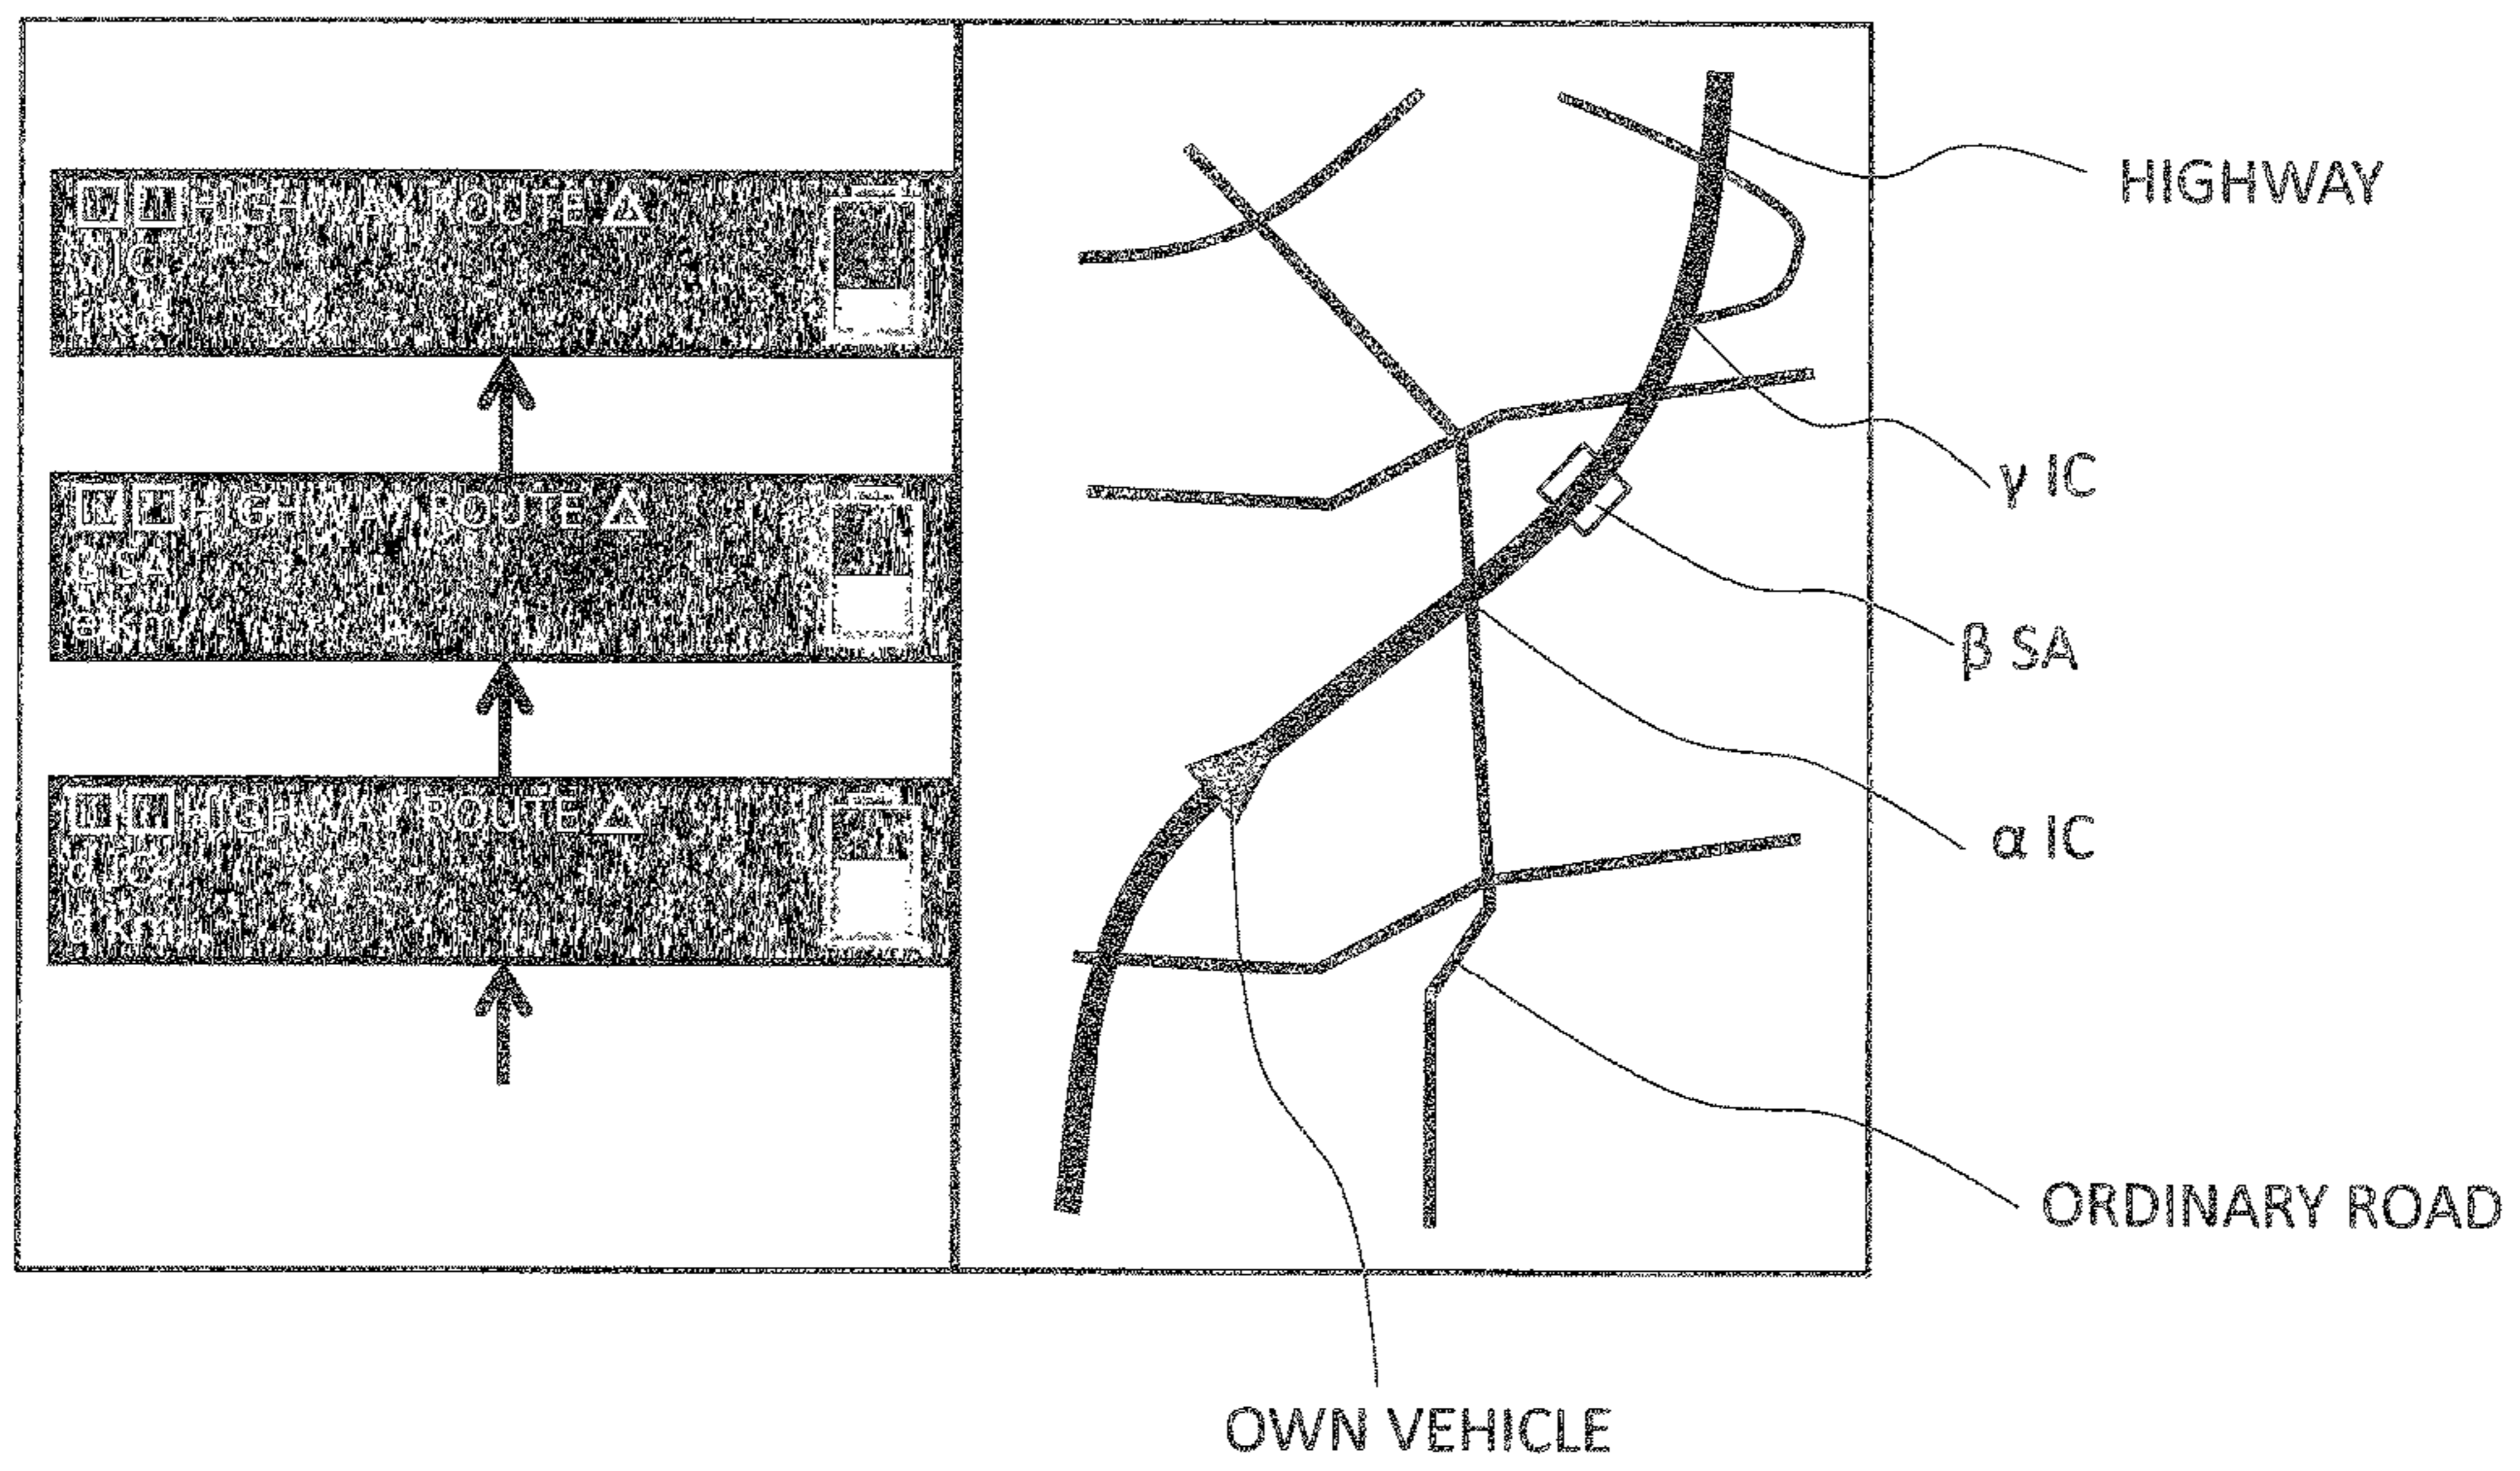 □□ HIGHWAY ROUTE △
γ IC
□□ HIGHWAY ROUTE △
β SA
km
□□ HIGHWAY ROUTE △
α IC
km
HIGHWAY
γ IC
β SA
α IC
ORDINARY ROAD
OWN VEHICLE